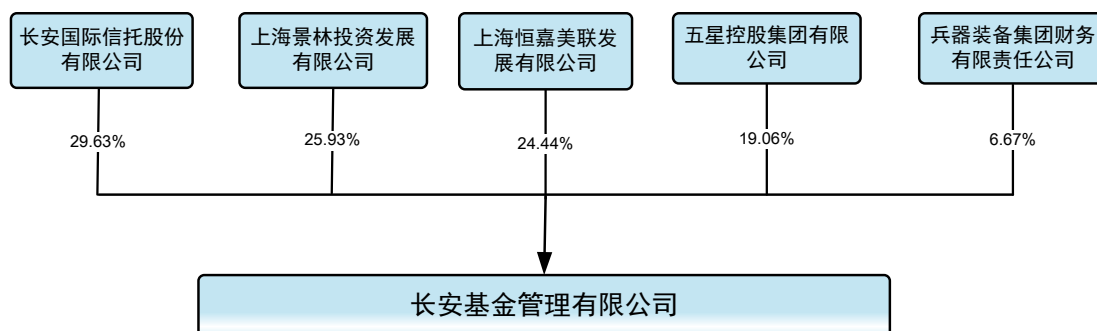 长安国际信托股份
有限公司
上海景林投资发展
有限公司
上海恒嘉美联发
展有限公司
五星控股集团有限
公司
兵器装备集团财务
有限责任公司
29.63%
25.93%
24.44%
19.06%
6.67%
长安基金管理有限公司